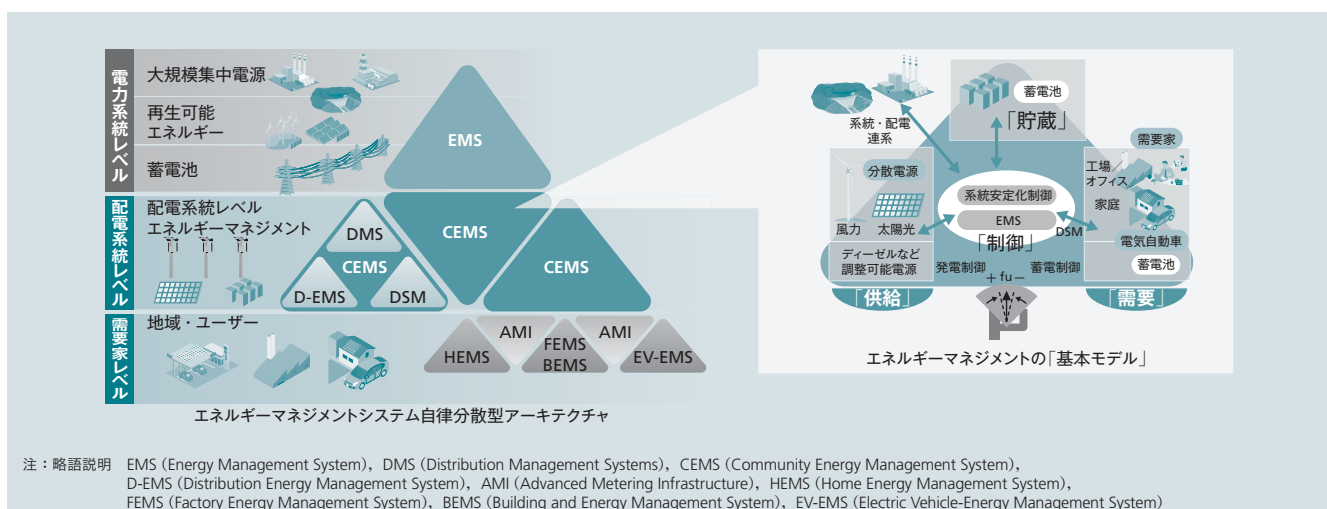 電力系統レベル
大規模集中電源
再生可能
エネルギー
蓄電池
EMS
配電系統レベル
配電系統レベル
エネルギーマネジメント
DMS
CEMS
D-EMS
DSM
CEMS
CEMS
需要家レベル
地域・ユーザー
HEMS
AMI
FEMS
BEMS
AMI
EV-EMS
エネルギーマネジメントシステム自律分散型アーキテクチャ
系統・配電
連系
蓄電池
「貯蔵」
分散電源
風力 太陽光
ディーゼルなど
調整可能電源
「供給」
系統安定化制御
EMS
「制御」
DSM
発電制御
蓄電制御
+ fu −
需要家
工場/
オフィス
家庭
電気自動車
蓄電池
「需要」
エネルギーマネジメントの「基本モデル」
注:略語説明 EMS(Energy Management System),DMS(Distribution Management Systems),CEMS(Community Energy Management System),
D-EMS(Distribution Energy Management System),AMI(Advanced Metering Infrastructure),HEMS(Home Energy Management System),
FEMS(Factory Energy Management System),BEMS(Building and Energy Management System),EV-EMS(Electric Vehicle-Energy Management System)